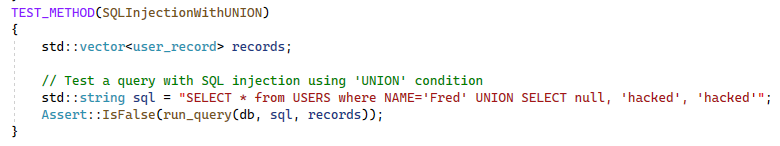 TEST_METHOD(SQLInjectionWithUNION)
{
    std::vector<user_record> records;

    // Test a query with SQL injection using 'UNION' condition
    std::string sql = "SELECT * from USERS where NAME='Fred' UNION SELECT null, 'hacked', 'hacked'";
    Assert::IsFalse(run_query(db, sql, records));
}